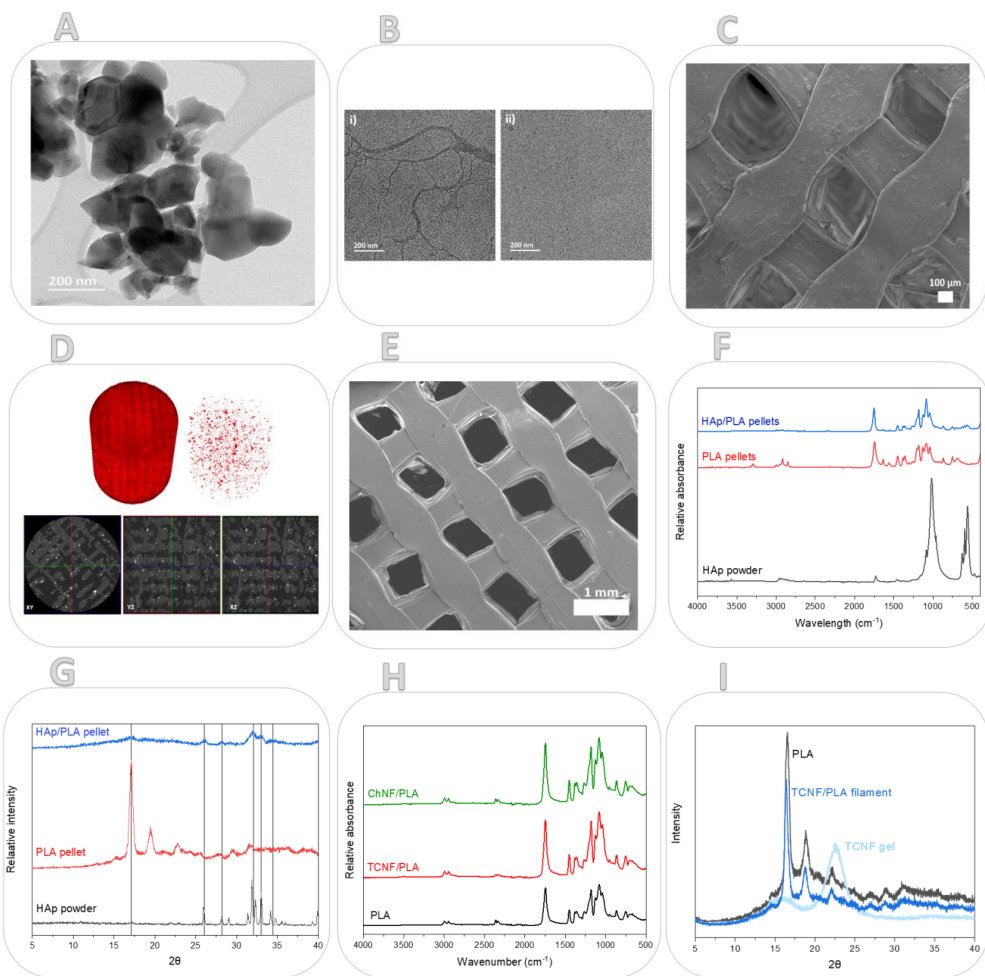 A
200 nm
B
i)
200 nm
ii)
200 nm
C
100 µm
D
XY
YZ
XZ
E
1 mm
F
HAp/PLA pellets
PLA pellets
HAp powder
Relative absorbance
4000 3500 3000 2500 2000 1500 1000 500
Wavelength (cm⁻¹)
G
HAp/PLA pellet
PLA pellet
HAp powder
Relaative intensity
5 10 15 20 25 30 35 40
2θ
H
ChNF/PLA
TCNF/PLA
PLA
Relative absorbance
4000 3500 3000 2500 2000 1500 1000 500
Wavenumber (cm⁻¹)
I
PLA
TCNF/PLA filament
TCNF gel
Intensity
5 10 15 20 25 30 35 40
2θ